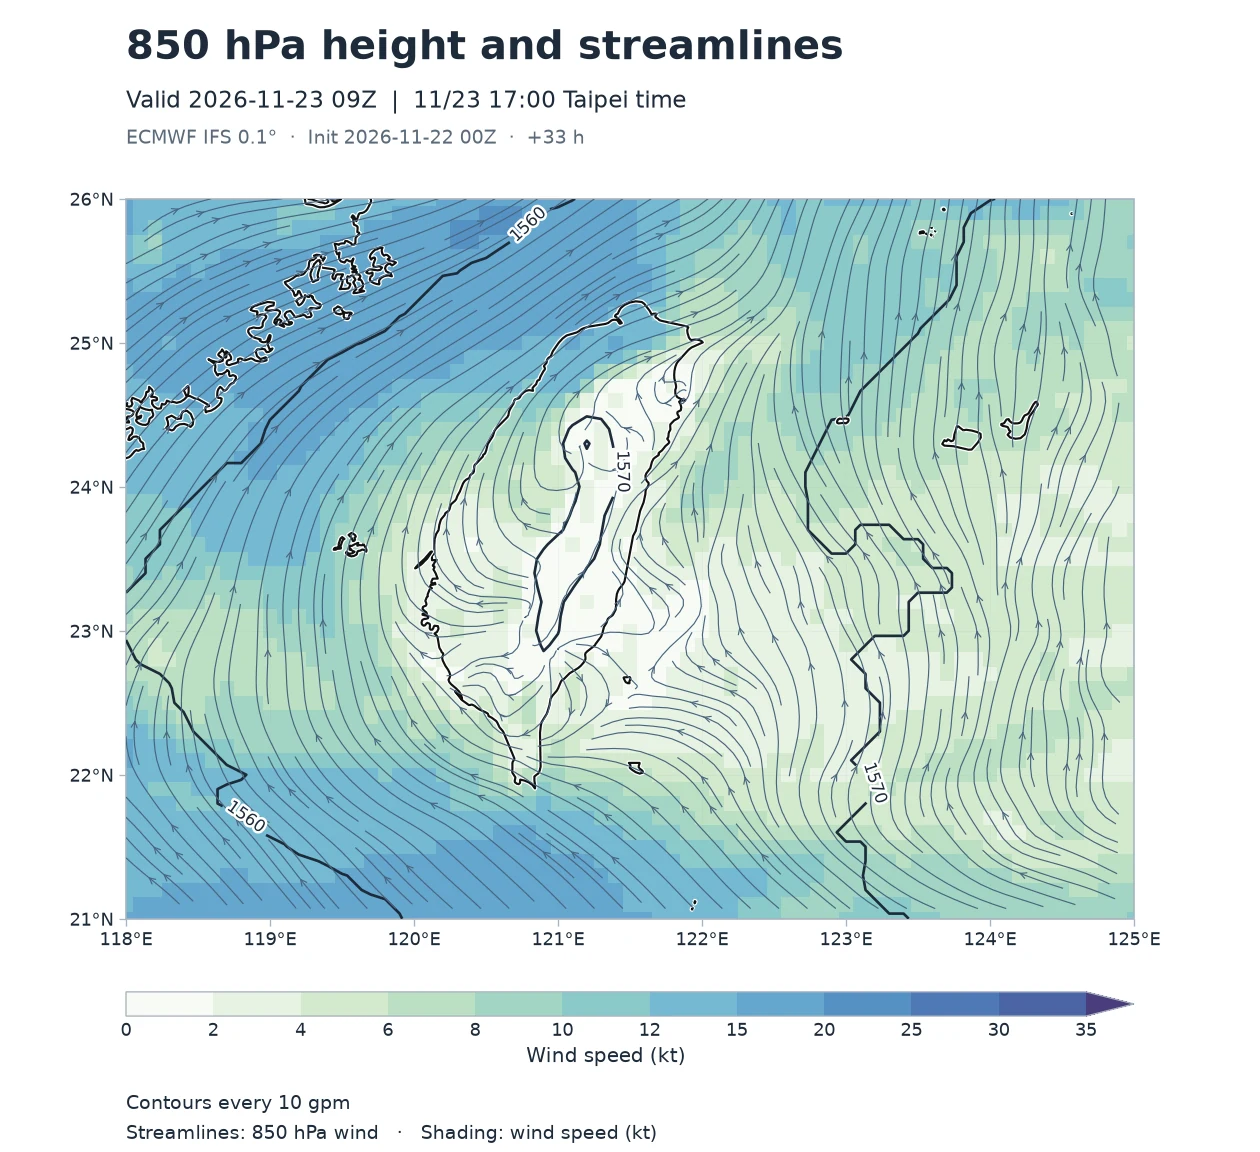 850 hPa height and streamlines
Valid 2026-11-23 09Z | 11/23 17:00 Taipei time
ECMWF IFS 0.1° · Init 2026-11-22 00Z · +33 h
26°N
1560
25°N
1570
24°N
23°N
22°N
1570
1560
21°N
118°E 119°E 120°E 121°E 122°E 123°E 124°E 125°E
0 2 4 6 8 10 12 15 20 25 30 35
Wind speed (kt)
Contours every 10 gpm
Streamlines: 850 hPa wind · Shading: wind speed (kt)